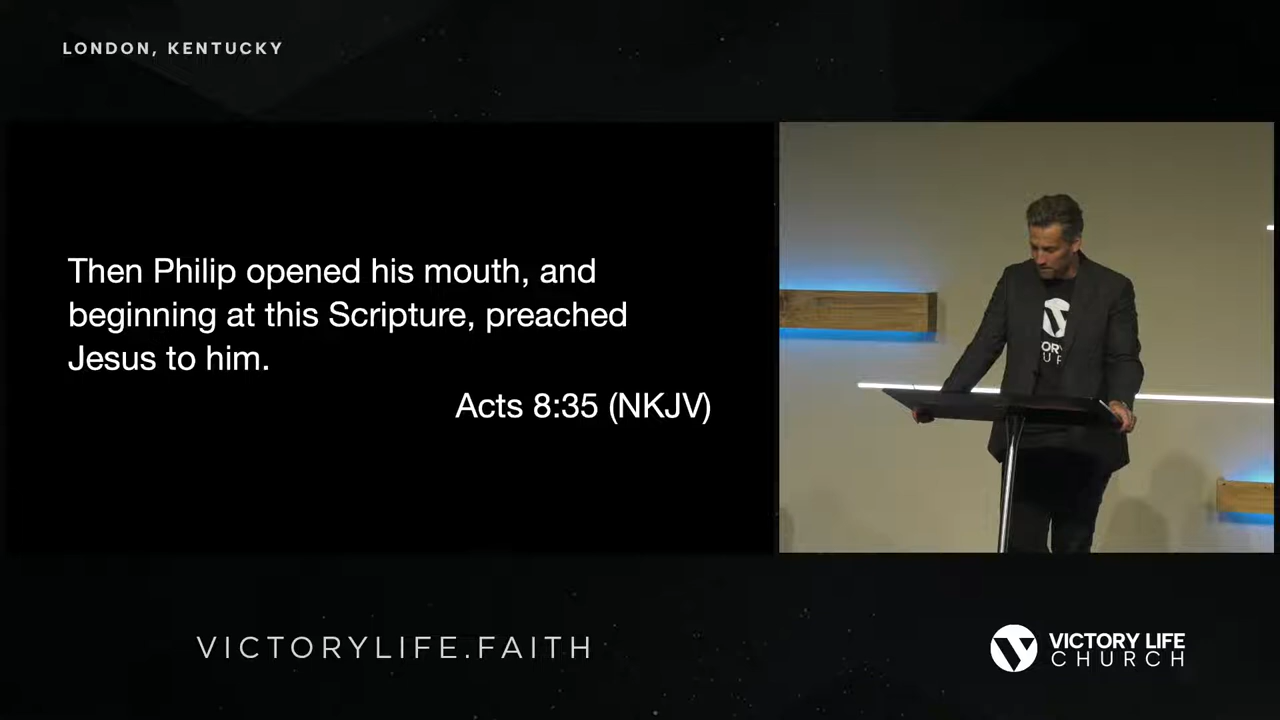 LONDON, KENTUCKY
Then Philip opened his mouth, and
beginning at this Scripture, preached
Jesus to him.
Acts 8:35 (NKJV)
VICTORYLIFE.FAITH
VICTORY LIFE
CHURCH